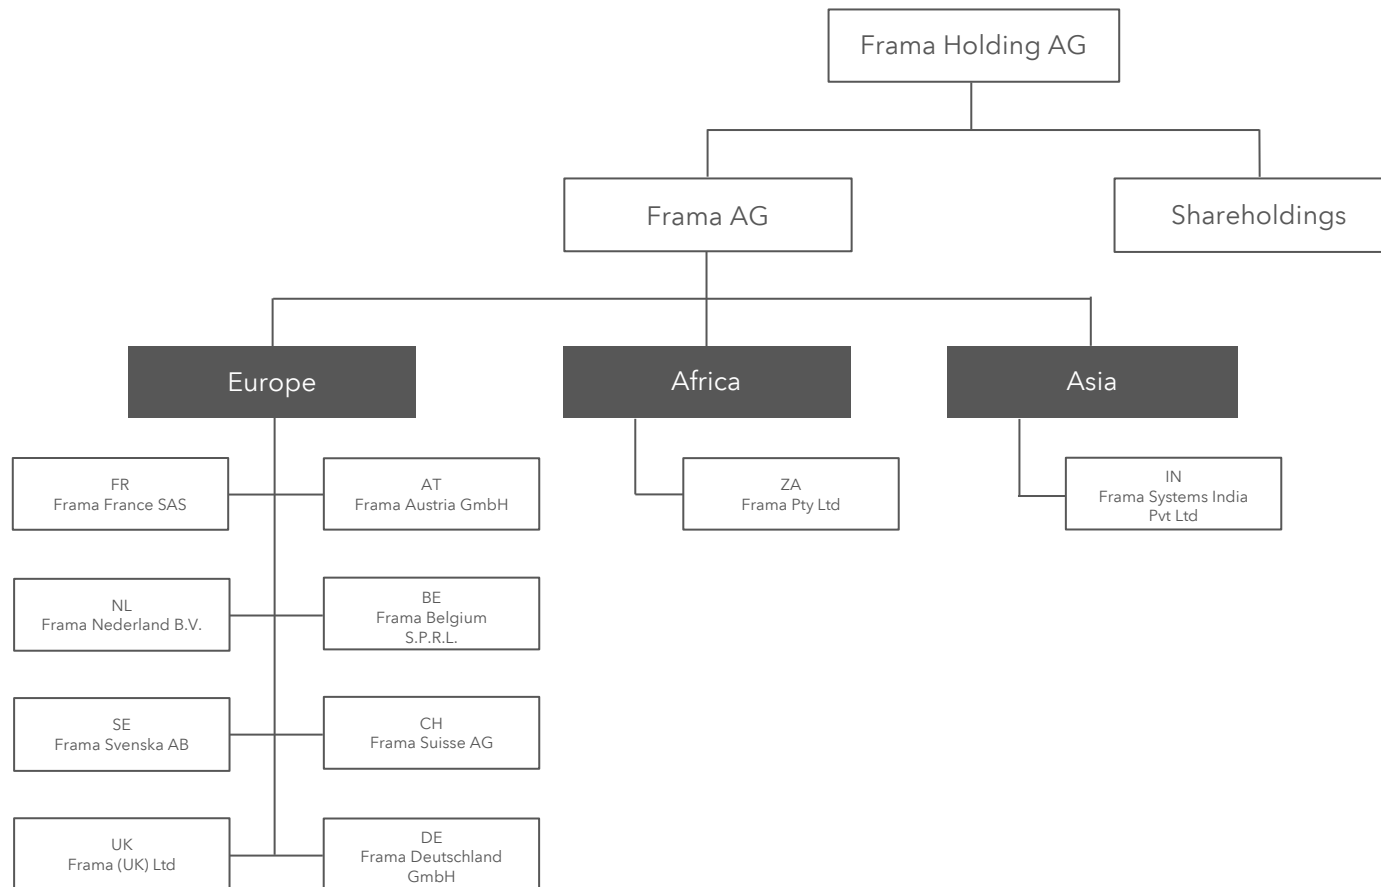 Frama Holding AG
Frama AG
Shareholdings
Europe
Africa
Asia
FR
Frama France SAS
AT
Frama Austria GmbH
ZA
Frama Pty Ltd
IN
Frama Systems India
Pvt Ltd
NL
Frama Nederland B.V.
BE
Frama Belgium
S.P.R.L.
SE
Frama Svenska AB
CH
Frama Suisse AG
UK
Frama (UK) Ltd
DE
Frama Deutschland
GmbH